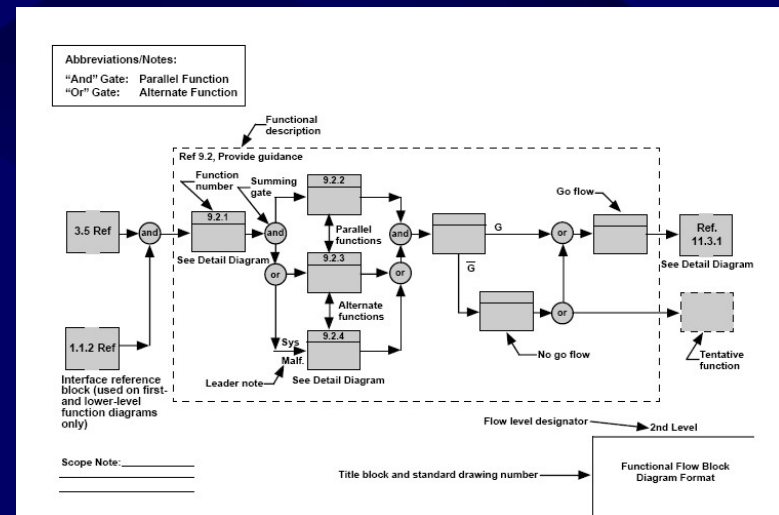 Abbreviations/Notes:
“And” Gate: Parallel Function
“Or” Gate: Alternate Function
Functional
description
Ref 9.2, Provide guidance
Function
number
Summing
gate
9.2.2
Go flow
9.2.1
3.5 Ref
and
and
Parallel
functions
and
G
or
Ref.
11.3.1
See Detail Diagram
9.2.3
See Detail Diagram
or
or
G̅
Alternate
functions
or
1.1.2 Ref
Sys
Malf.
9.2.4
No go flow
Tentative
function
Leader note
See Detail Diagram
Interface reference
block (used on first-
and lower-level
function diagrams
only)
Flow level designator
2nd Level
Scope Note:
Title block and standard drawing number
Functional Flow Block
Diagram Format